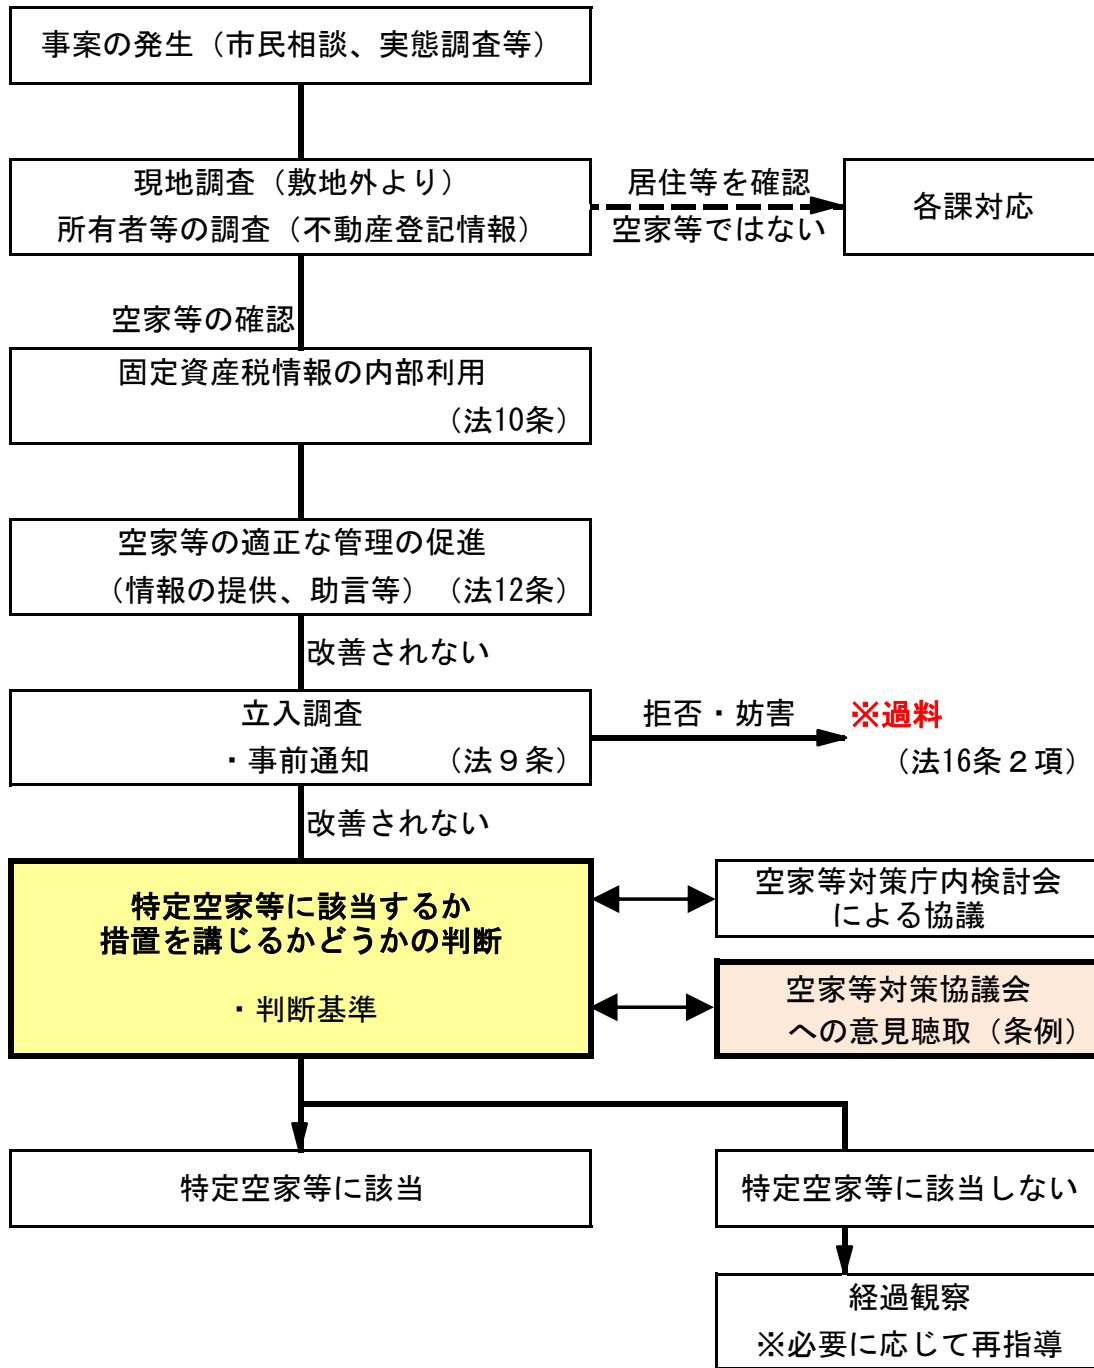 事案の発生（市民相談、実態調査等）
現地調査（敷地外より）
所有者等の調査（不動産登記情報）
居住等を確認
空家等ではない
各課対応
空家等の確認
固定資産税情報の内部利用
（法10条）
空家等の適正な管理の促進
（情報の提供、助言等）（法12条）
改善されない
立入調査
・事前通知　　（法９条）
拒否・妨害
※過料
（法16条２項）
改善されない
特定空家等に該当するか
措置を講じるかどうかの判断
・判断基準
空家等対策庁内検討会
による協議
空家等対策協議会
への意見聴取（条例）
特定空家等に該当
特定空家等に該当しない
経過観察
※必要に応じて再指導